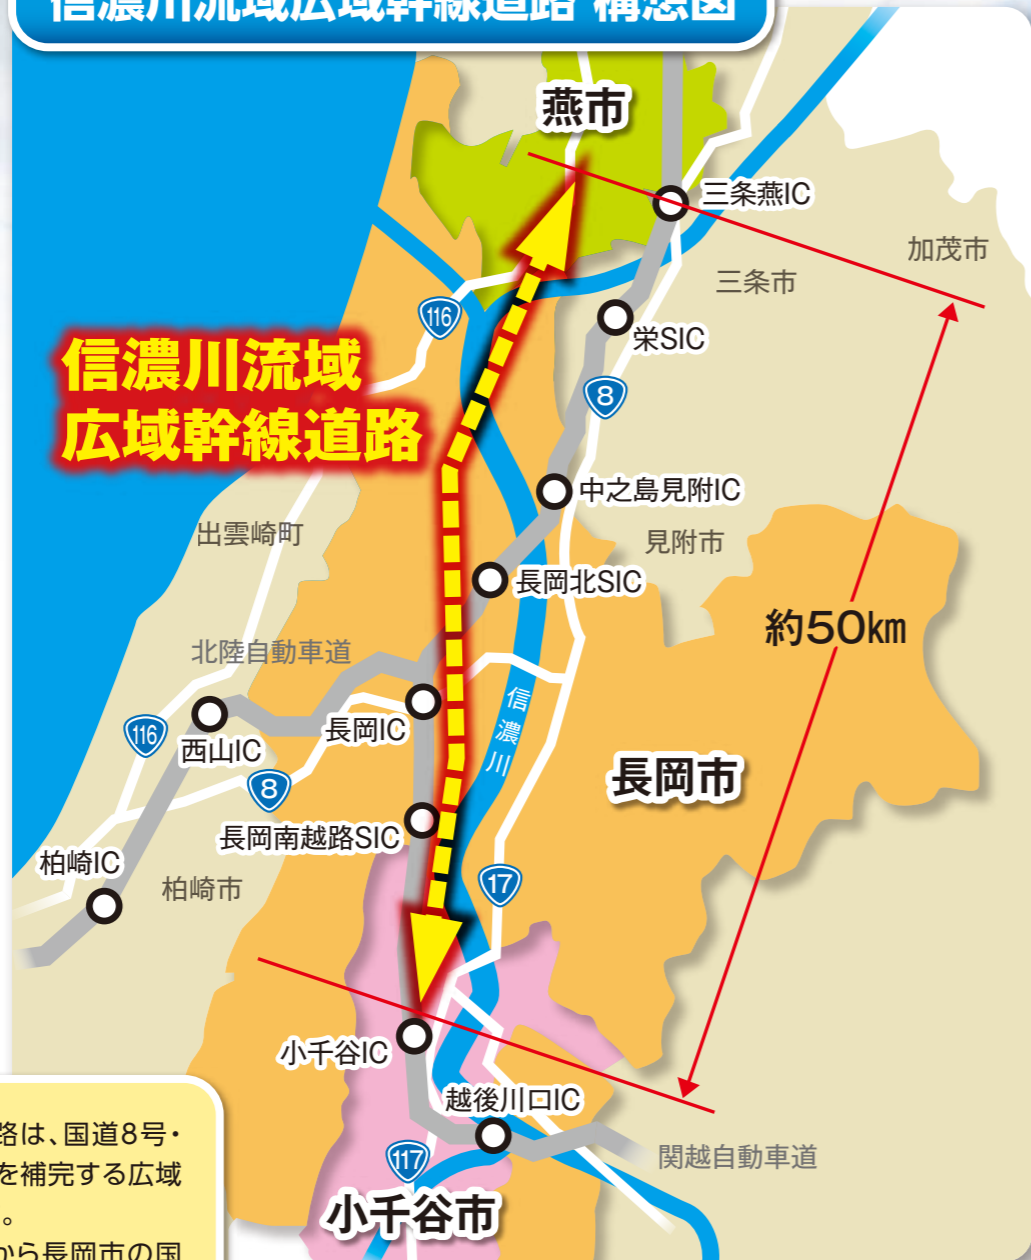 信濃川流域広域幹線道路 構想図
燕市
三条燕IC
加茂市
三条市
116
栄SIC
信濃川流域
広域幹線道路
8
中之島見附IC
出雲崎町
見附市
長岡北SIC
約50km
北陸自動車道
信濃川
長岡IC
116
西山IC
長岡市
8
長岡南越路SIC
柏崎IC
柏崎市
17
小千谷IC
越後川口IC
路は、国道8号・
を補完する広域
。
から長岡市の国
117
関越自動車道
小千谷市